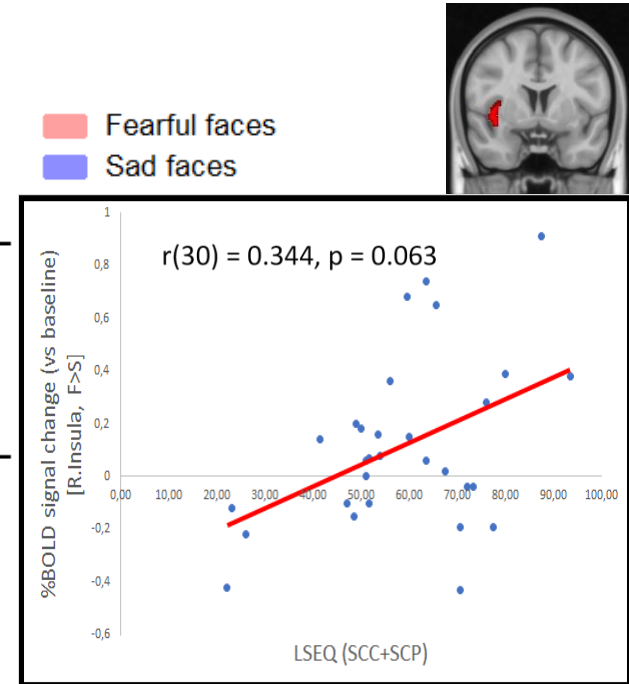 Fearful faces
Sad faces
r(30) = 0.344, p = 0.063
%BOLD signal change (vs baseline)
[R.Insula, F>S]
1
0,8
0,6
0,4
0,2
0
-0,2
-0,4
-0,6
0,00 10,00 20,00 30,00 40,00 50,00 60,00 70,00 80,00 90,00 100,00
LSEQ (SCC+SCP)